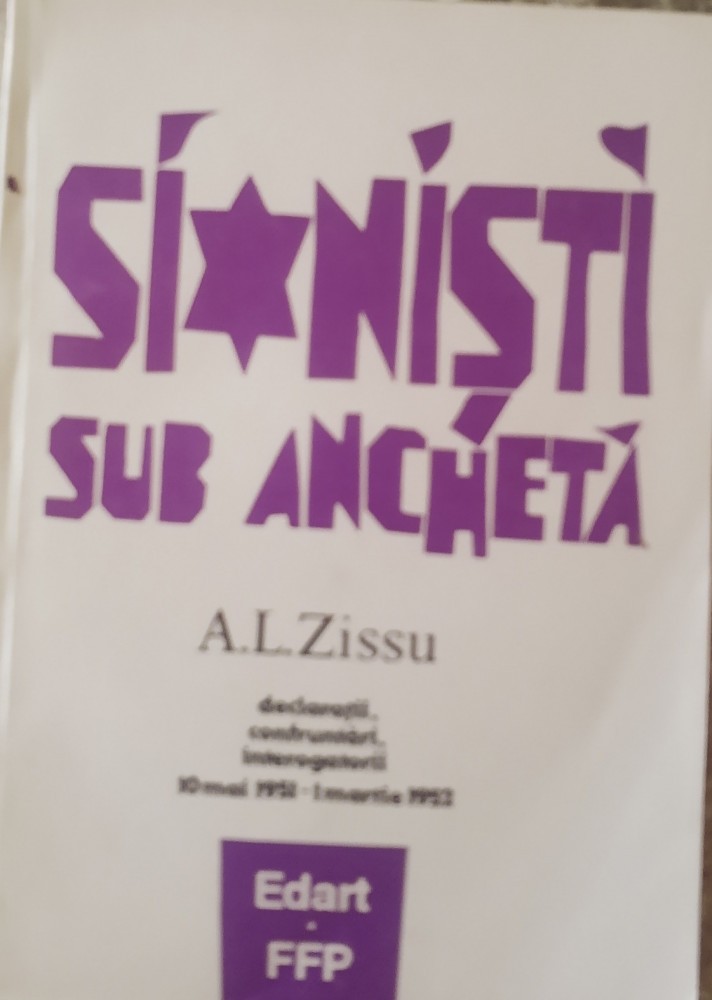 SIONIȘTI
SUB ANCHETĂ
A.L.Zissu
declarații,
confruntări,
interogatorii
10 mai 1951 - 1 martie 1952
Edart
-
FFP